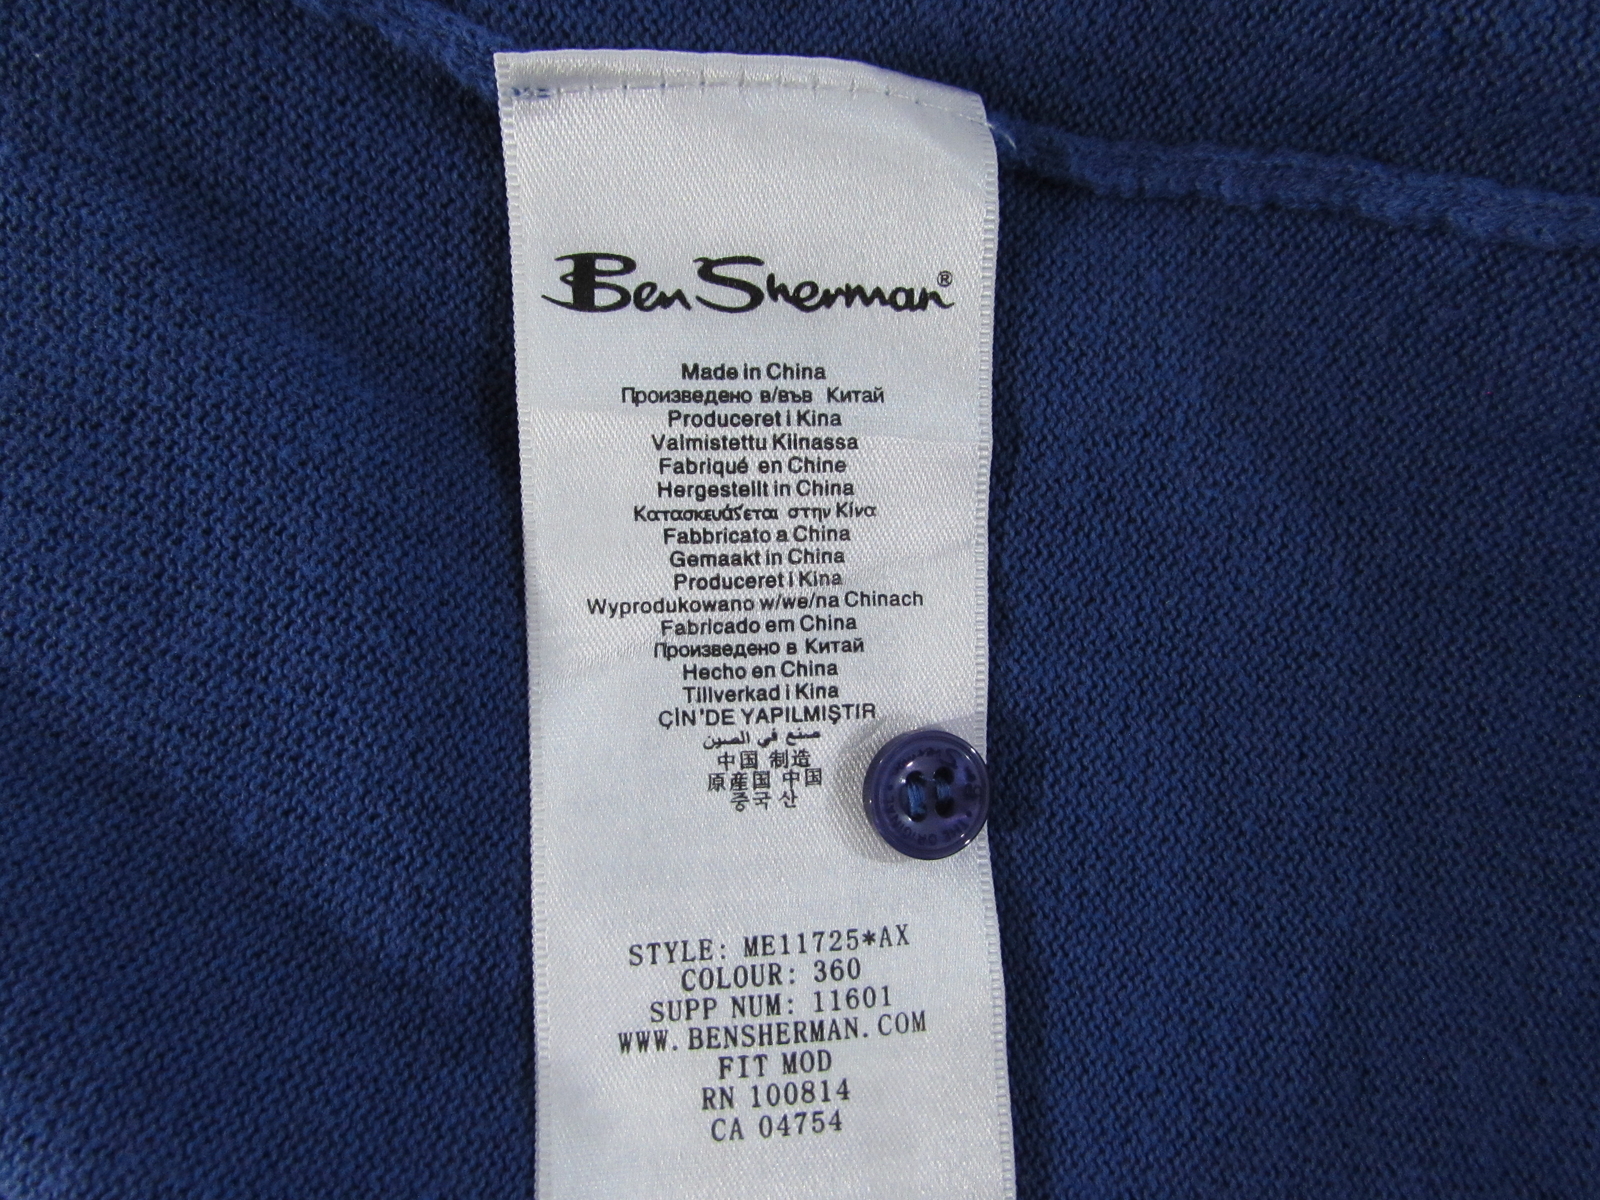 Ben Sherman®
Made in China
Произведено в/във Китай
Produceret i Kina
Valmistettu Kiinassa
Fabriqué en Chine
Hergestellt in China
Κατασκευάζεται στην Κίνα
Fabbricato a China
Gemaakt in China
Produceret i Kina
Wyprodukowano w/we/na Chinach
Fabricado em China
Произведено в Китай
Hecho en China
Tillverkad i Kina
ÇİN'DE YAPILMIŞTIR
صنع في الصين
中国 制造
原産国 中国
중국 산
STYLE: ME11725*AX
COLOUR: 360
SUPP NUM: 11601
WWW.BENSHERMAN.COM
FIT MOD
RN 100814
CA 04754